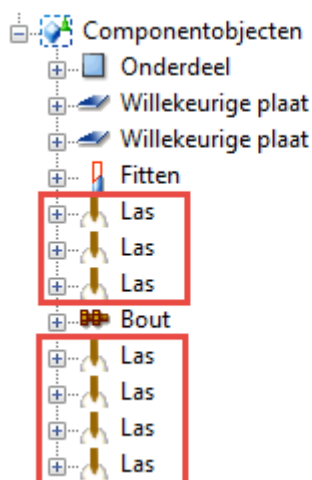 Componentobjecten
Onderdeel
Willekeurige plaat
Willekeurige plaat
Fitten
Las
Las
Las
Bout
Las
Las
Las
Las